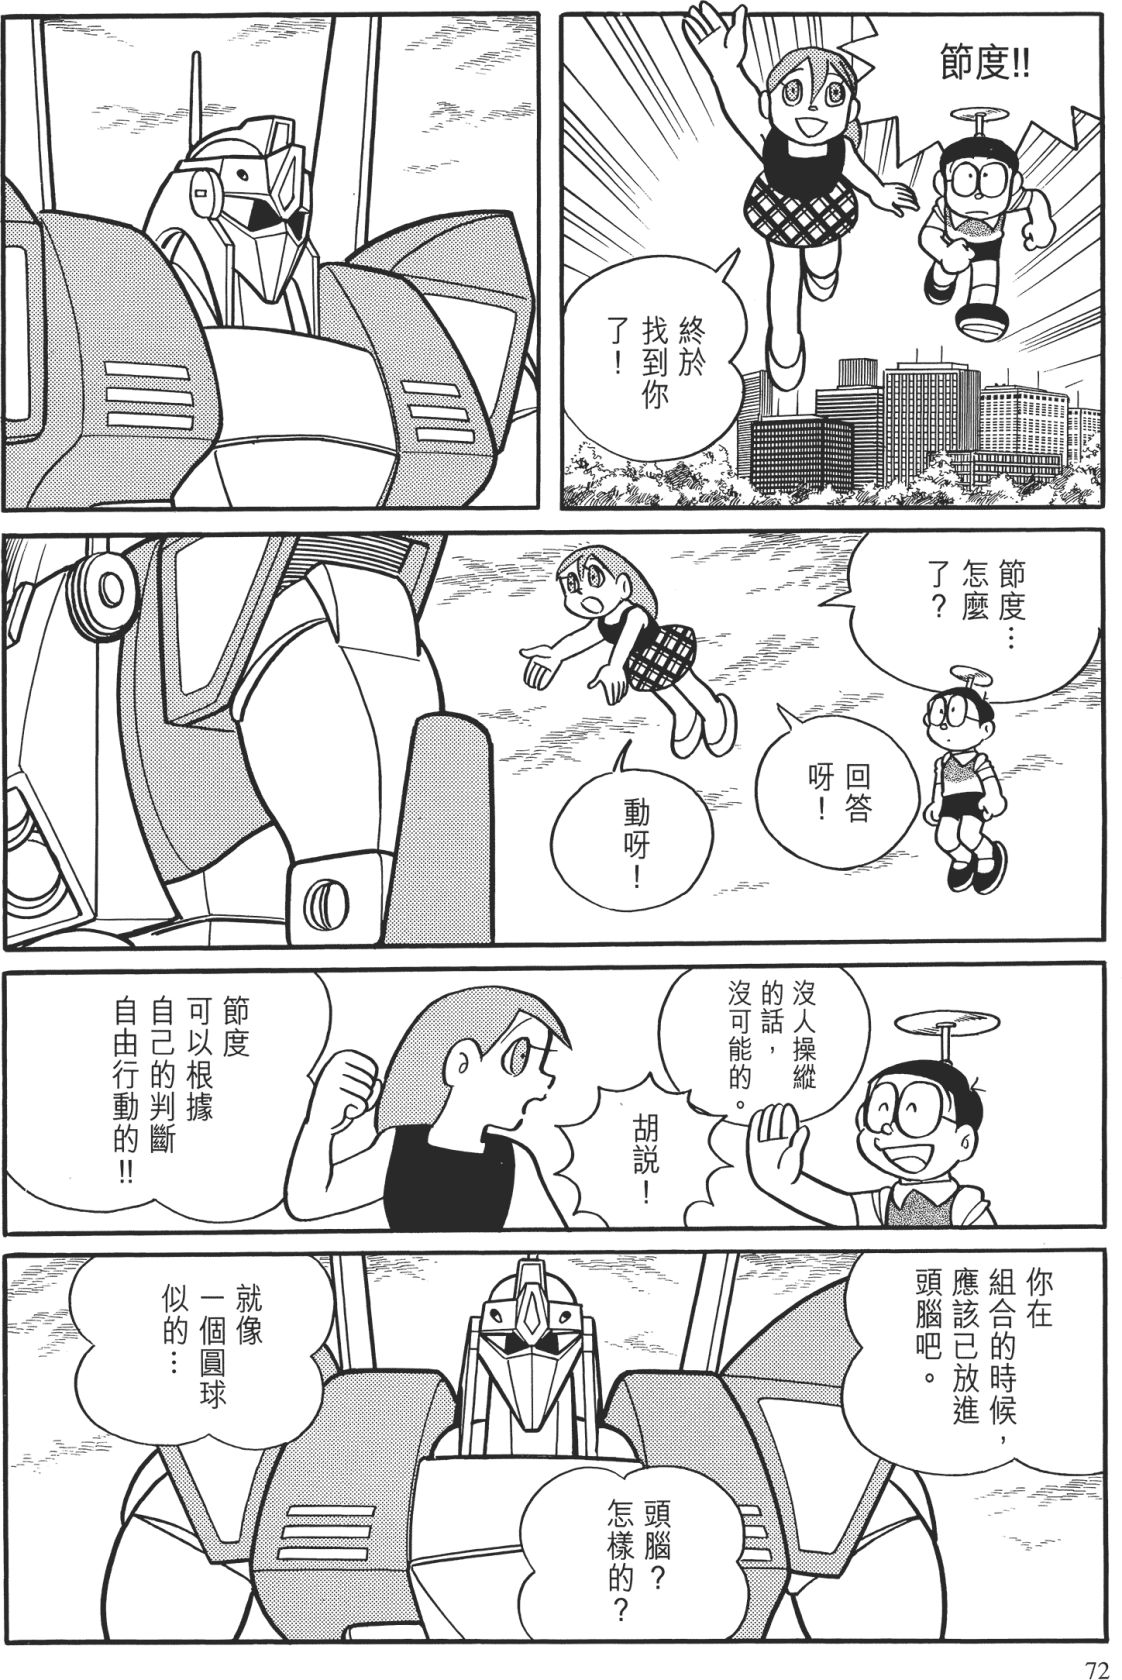 節度!!
終於
找到你
了！
節度…
怎麼
了？
回答
呀！
動呀！
沒人操縱
的話，
沒可能的。
胡說！
節度
可以根據
自己的判斷
自由行動的!!
你在
組合的時候，
應該已放進
頭腦吧。
頭腦？
怎樣的？
就像
一個圓球
似的…
72